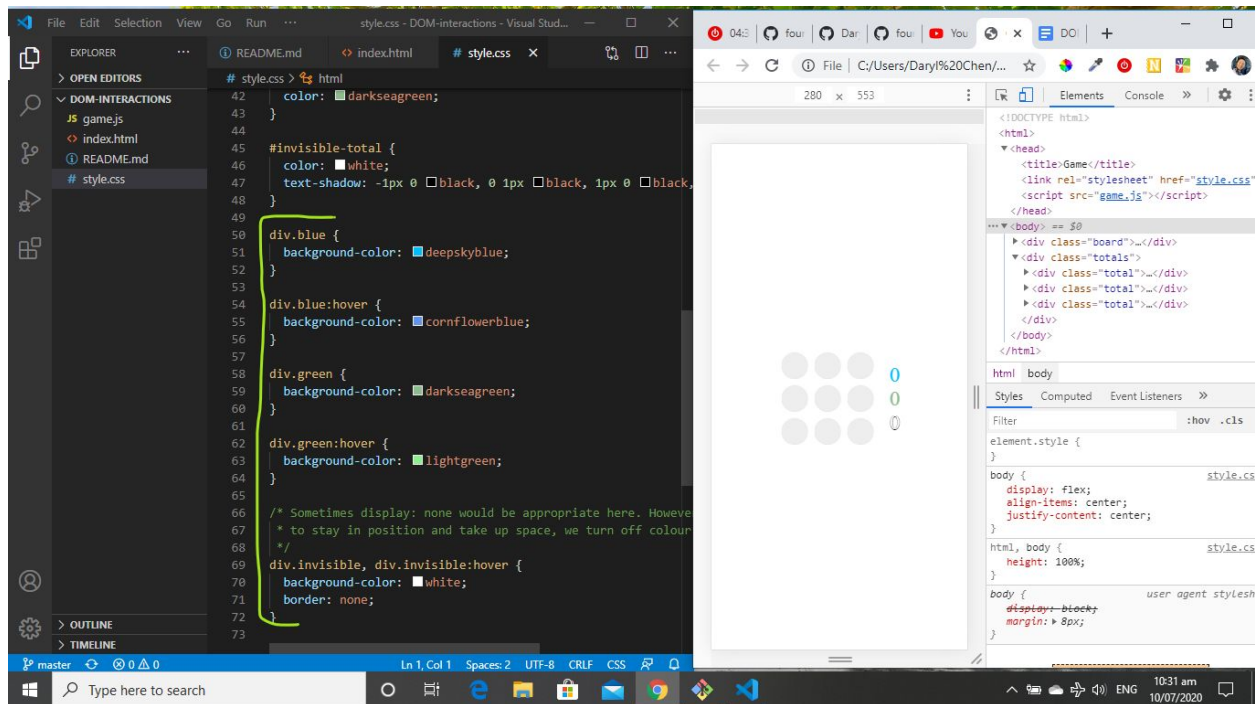 File Edit Selection View Go Run ···
style.css - DOM-interactions - Visual Stud...
EXPLORER
OPEN EDITORS
DOM-INTERACTIONS
JS game.js
<> index.html
README.md
# style.css
OUTLINE
TIMELINE
README.md
<> index.html
# style.css
# style.css > html
42 color: darkseagreen;
43 }
44
45 #invisible-total {
46 color: white;
47 text-shadow: -1px 0 black, 0 1px black, 1px 0 black,
48 }
49
50 div.blue {
51 background-color: deepskyblue;
52 }
53
54 div.blue:hover {
55 background-color: cornflowerblue;
56 }
57
58 div.green {
59 background-color: darkseagreen;
60 }
61
62 div.green:hover {
63 background-color: lightgreen;
64 }
65
66 /* Sometimes display: none would be appropriate here. Howeve
67 * to stay in position and take up space, we turn off colour
68 */
69 div.invisible, div.invisible:hover {
70 background-color: white;
71 border: none;
72 }
73
master
0 0
Ln 1, Col 1 Spaces: 2 UTF-8 CRLF CSS
04:3
four
Dar
four
You
DO
+
File C:/Users/Daryl%20Chen/...
280 x 553
0
0
0
Elements Console »
<!DOCTYPE html>
<html>
<head>
<title>Game</title>
<link rel="stylesheet" href="style.css"
<script src="game.js"></script>
</head>
··· <body> == $0
<div class="board">…</div>
<div class="totals">
<div class="total">…</div>
<div class="total">…</div>
<div class="total">…</div>
</div>
</body>
</html>
html body
Styles Computed Event Listeners »
Filter :hov .cls
element.style {
}
body { style.cs
display: flex;
align-items: center;
justify-content: center;
}
html, body { style.cs
height: 100%;
}
body { user agent stylesh
display: block;
margin: 8px;
}
Type here to search
ENG
10:31 am
10/07/2020